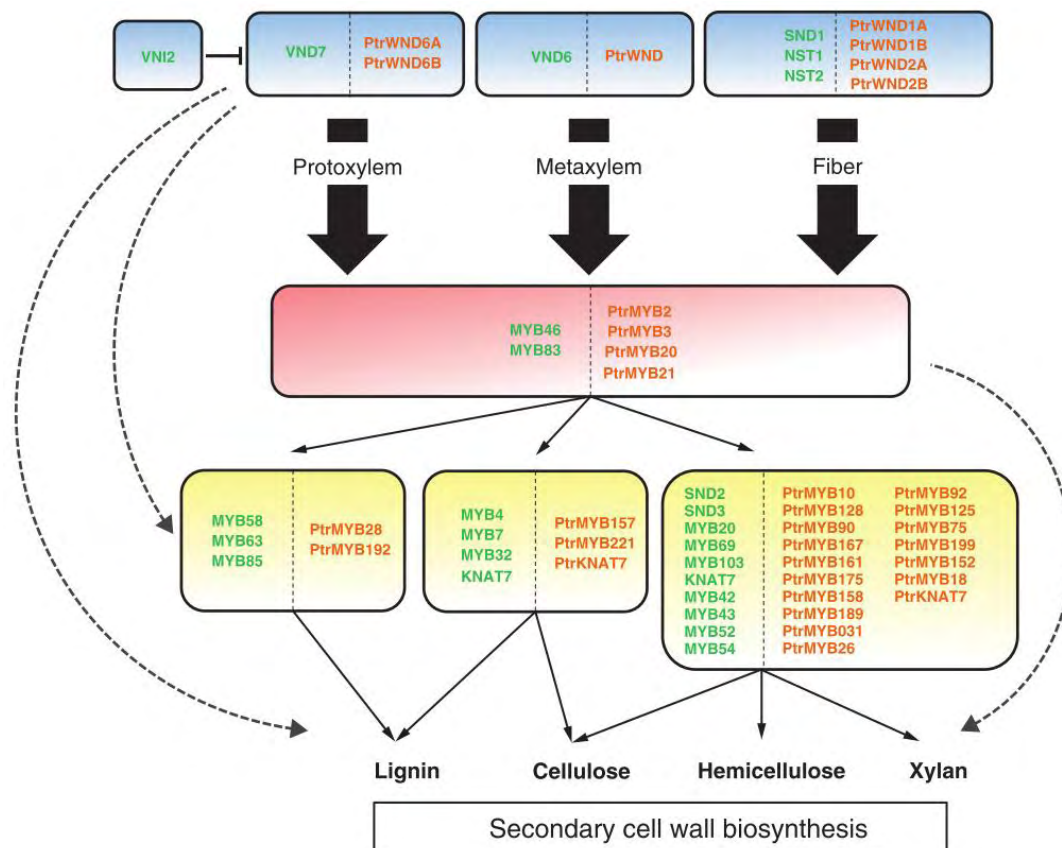 VNI2
VND7
PtrWND6A
PtrWND6B
VND6
PtrWND
SND1
NST1
NST2
PtrWND1A
PtrWND1B
PtrWND2A
PtrWND2B
Protoxylem
Metaxylem
Fiber
MYB46
MYB83
PtrMYB2
PtrMYB3
PtrMYB20
PtrMYB21
MYB58
MYB63
MYB85
PtrMYB28
PtrMYB192
MYB4
MYB7
MYB32
KNAT7
PtrMYB157
PtrMYB221
PtrKNAT7
SND2
SND3
MYB20
MYB69
MYB103
KNAT7
MYB42
MYB43
MYB52
MYB54
PtrMYB10
PtrMYB128
PtrMYB90
PtrMYB167
PtrMYB161
PtrMYB175
PtrMYB158
PtrMYB189
PtrMYB031
PtrMYB26
PtrMYB92
PtrMYB125
PtrMYB75
PtrMYB199
PtrMYB152
PtrMYB18
PtrKNAT7
Lignin
Cellulose
Hemicellulose
Xylan
Secondary cell wall biosynthesis